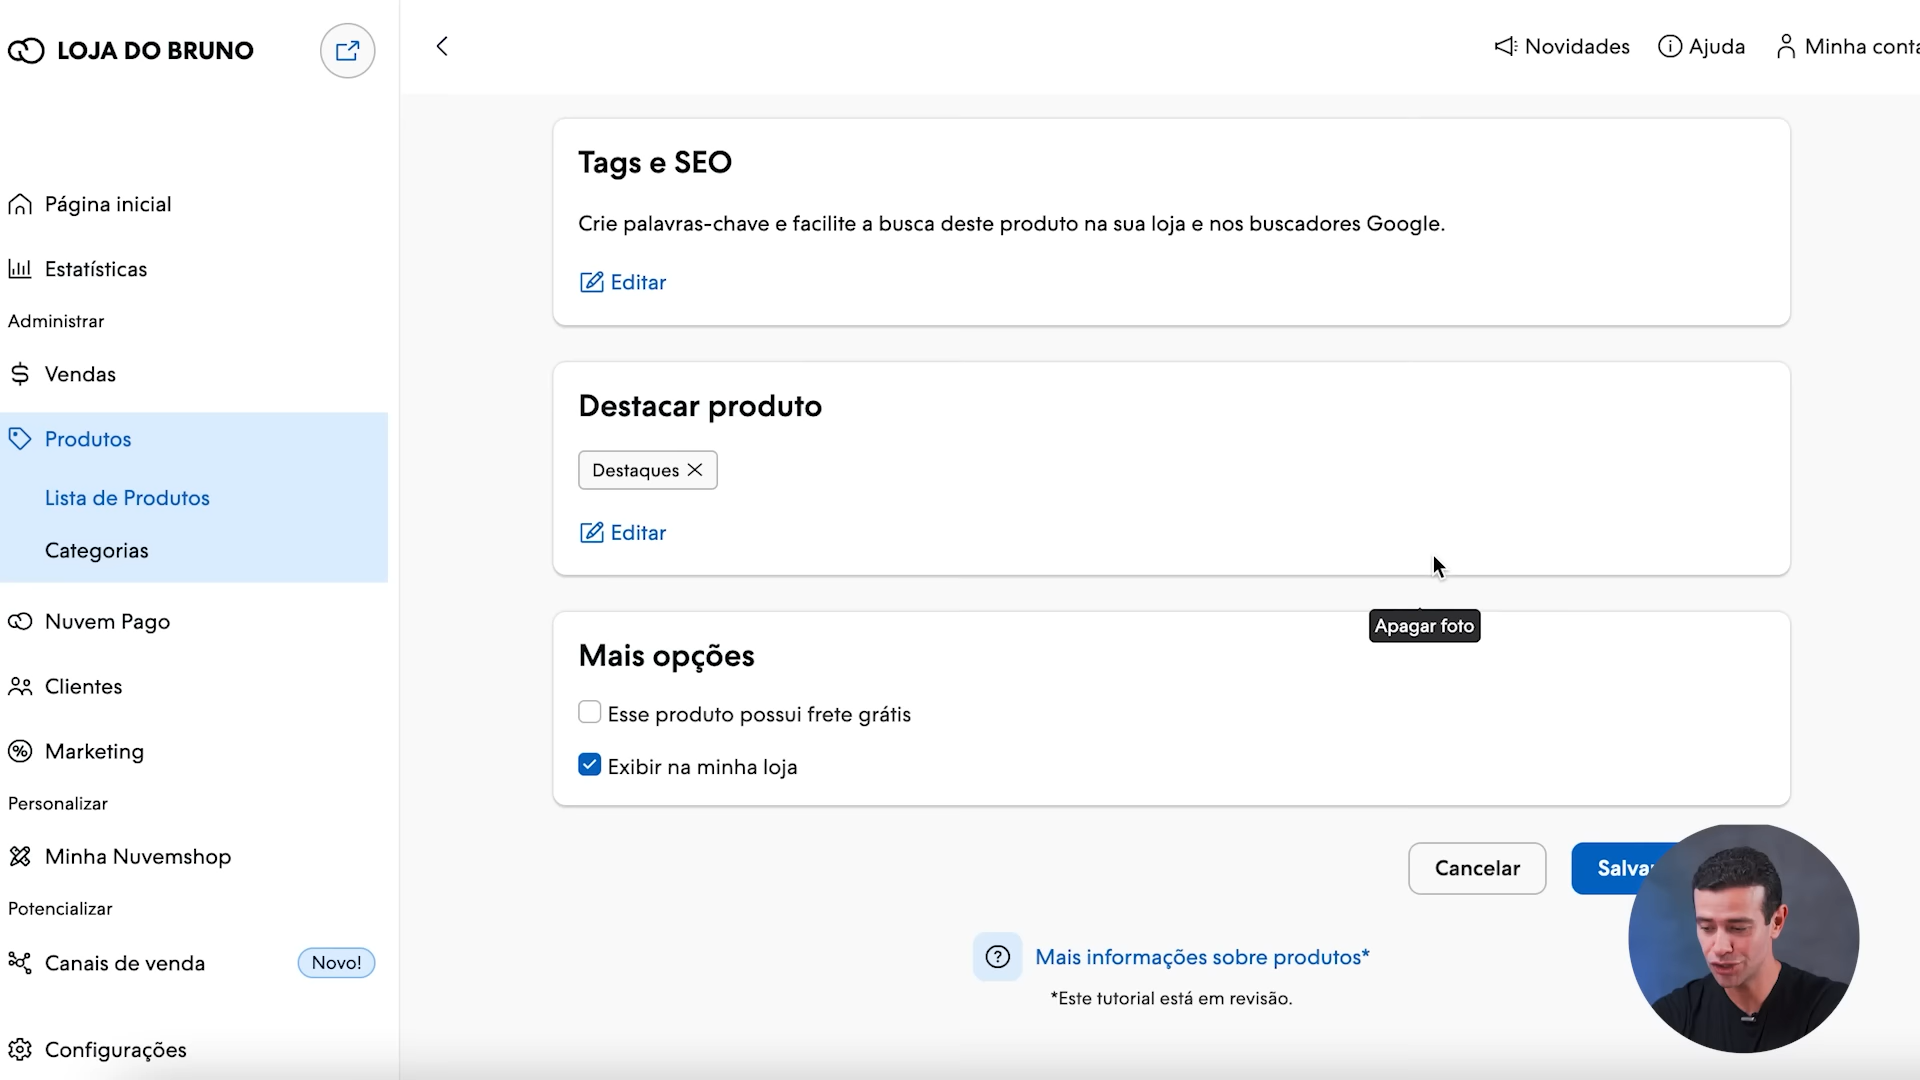 LOJA DO BRUNO
Novidades
Ajuda
Minha conta
Página inicial
Estatísticas
Administrar
Vendas
Produtos
Lista de Produtos
Categorias
Nuvem Pago
Clientes
Marketing
Personalizar
Minha Nuvemshop
Potencializar
Canais de venda
Novo!
Configurações
Tags e SEO
Crie palavras-chave e facilite a busca deste produto na sua loja e nos buscadores Google.
Editar
Destacar produto
Destaques
Editar
Apagar foto
Mais opções
Esse produto possui frete grátis
Exibir na minha loja
Cancelar
Salvar
Mais informações sobre produtos*
*Este tutorial está em revisão.